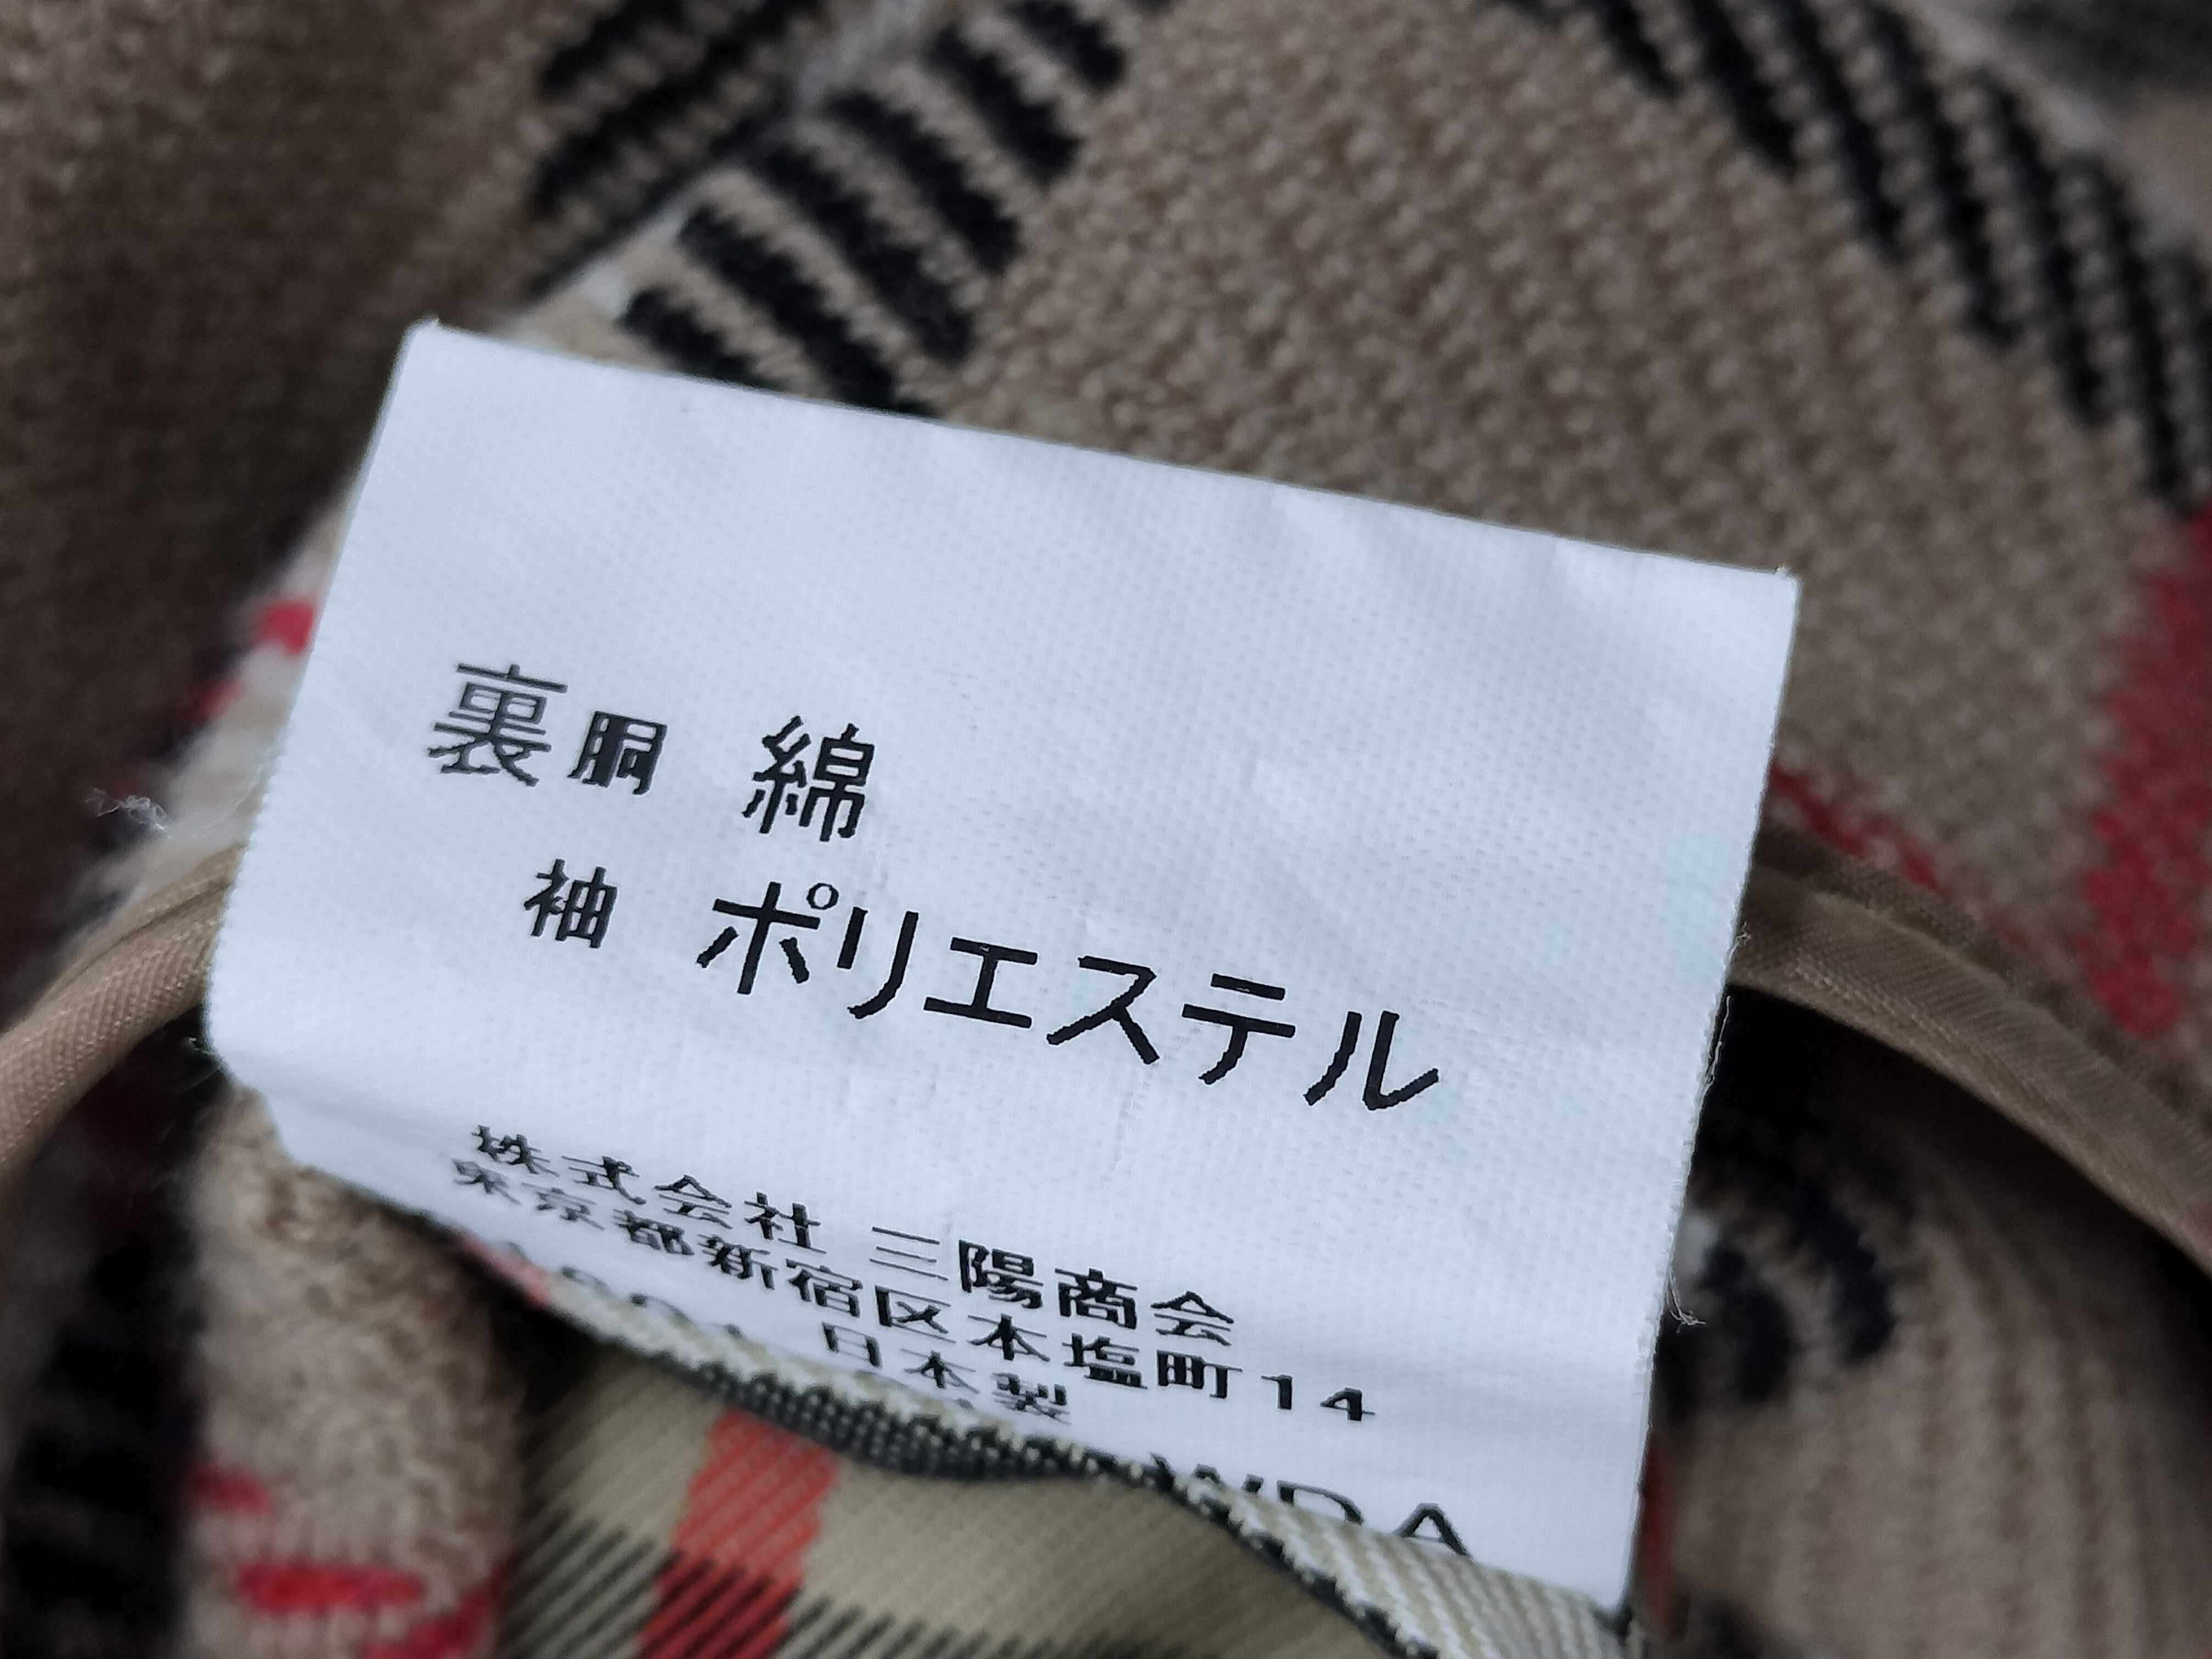 裏胴 綿
袖 ポリエステル
株式会社 三陽商会
東京都新宿区本塩町14
日本製